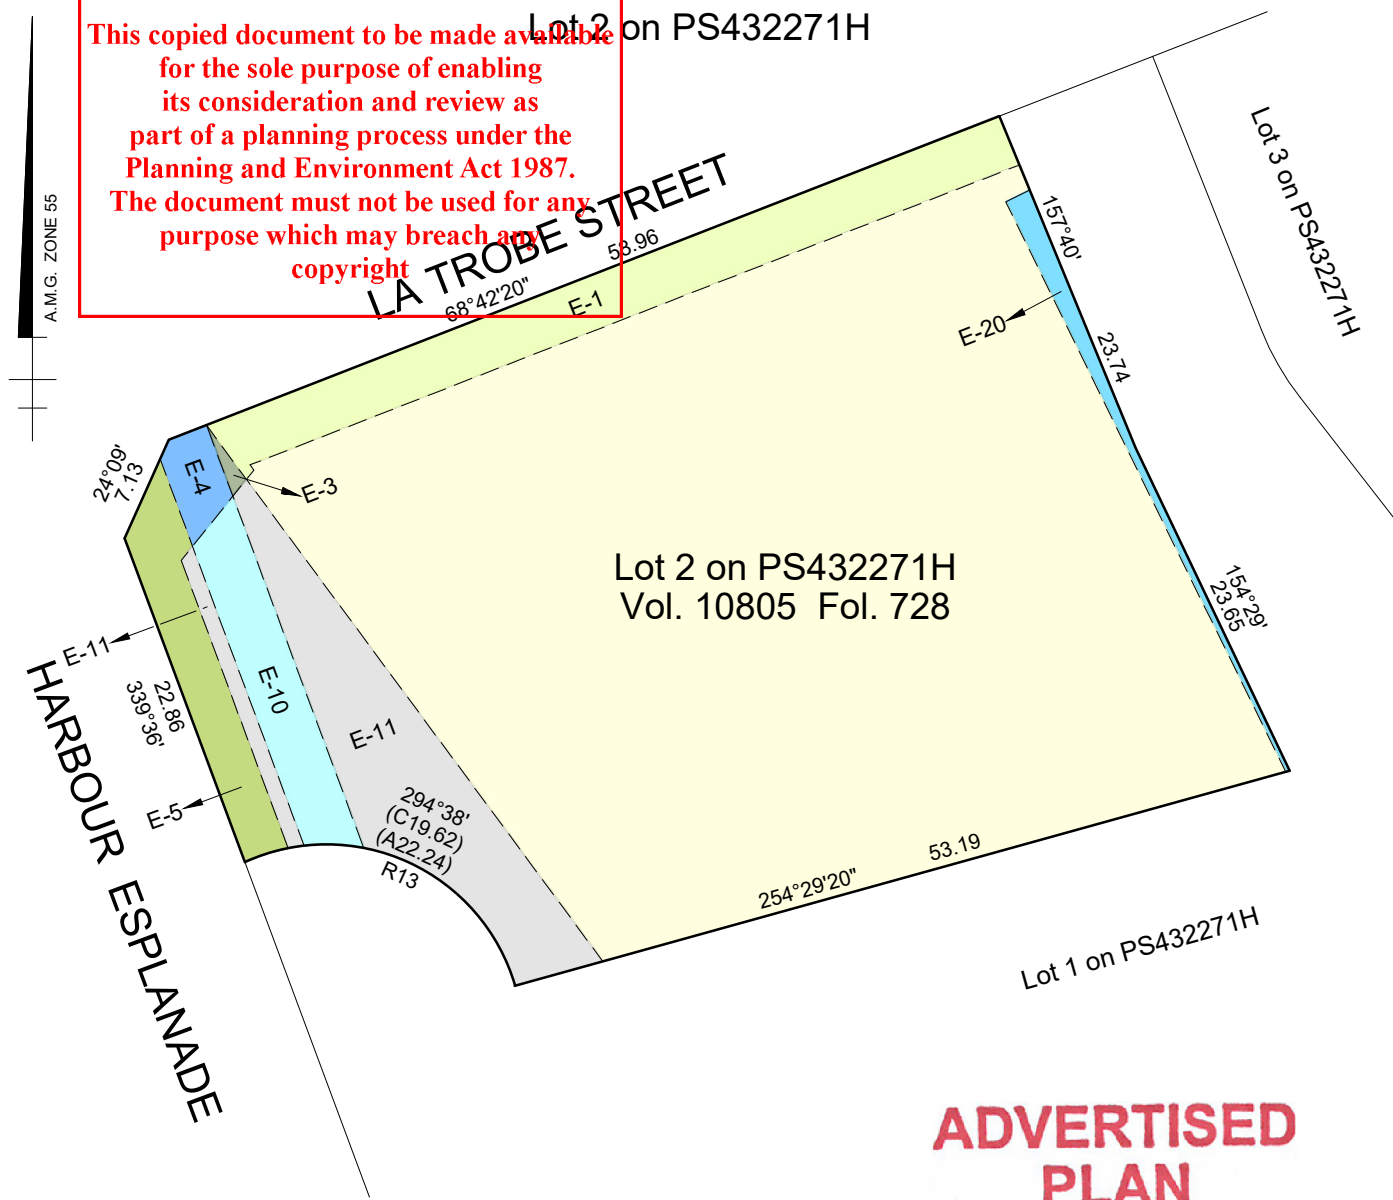 Lot 2 on PS432271H
This copied document to be made available
for the sole purpose of enabling
its consideration and review as
part of a planning process under the
Planning and Environment Act 1987.
The document must not be used for any
purpose which may breach any
copyright
A.M.G. ZONE 55
LA TROBE STREET
68°42'20"
58.96
E-1
Lot 3 on PS432271H
157°40'
E-20
23.74
24°09'
7.13
E-4
E-3
Lot 2 on PS432271H
Vol. 10805 Fol. 728
154°29'
23.65
E-11
E-10
22.86
339°36'
E-11
E-5
HARBOUR ESPLANADE
294°38'
(C19.62)
(A22.24)
R13
53.19
254°29'20"
Lot 1 on PS432271H
ADVERTISED
PLAN